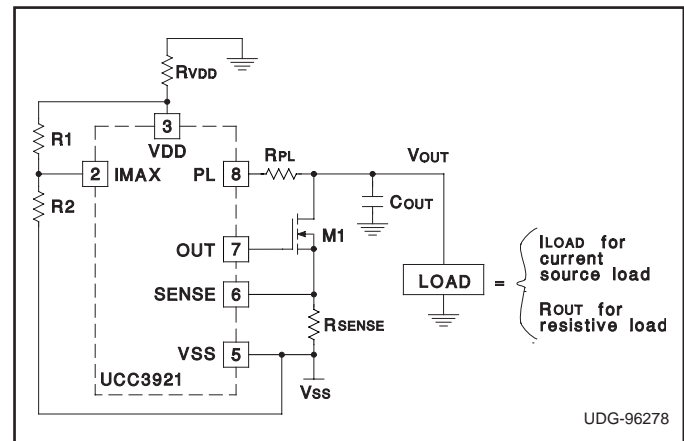 RVDD
R1
3
VDD
2 IMAX
PL 8
RPL
VOUT
R2
COUT
M1
OUT 7
ILOAD for
current
source load
LOAD =
SENSE 6
ROUT for
resistive load
RSENSE
VSS 5
UCC3921
VSS
UDG-96278